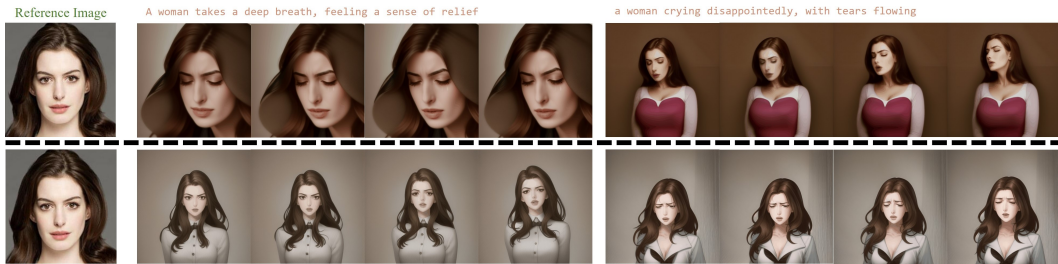 Reference Image
A woman takes a deep breath, feeling a sense of relief
a woman crying disappointedly, with tears flowing